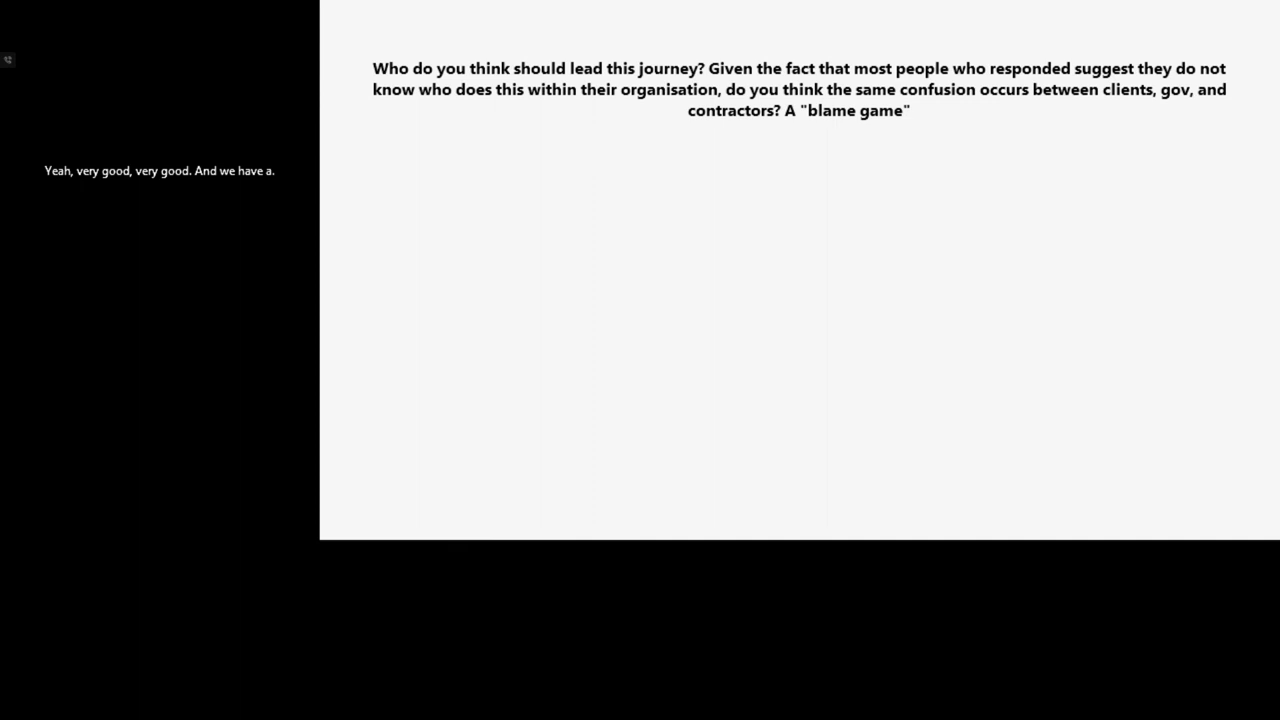 Who do you think should lead this journey? Given the fact that most people who responded suggest they do not
know who does this within their organisation, do you think the same confusion occurs between clients, gov, and
contractors? A "blame game"
Yeah, very good, very good. And we have a.